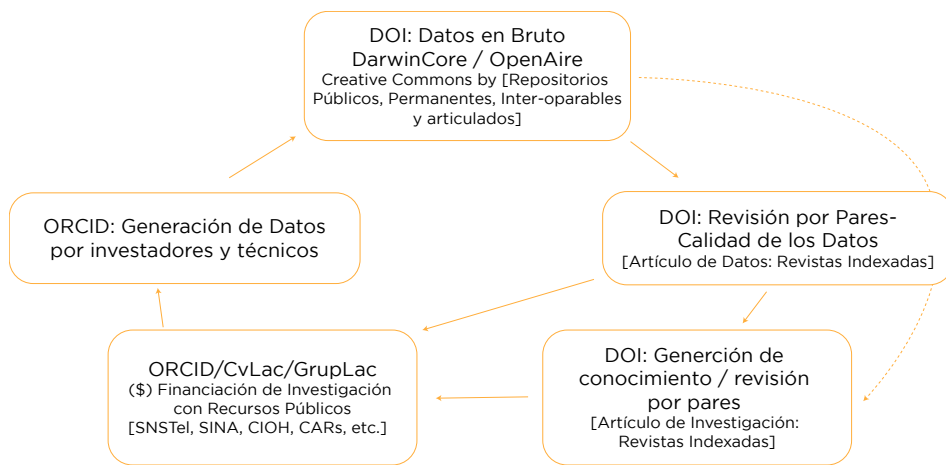 DOI: Datos en Bruto
DarwinCore / OpenAire
Creative Commons by [Repositorios
Públicos, Permanentes, Inter-oparables
y articulados]
ORCID: Generación de Datos
por investadores y técnicos
DOI: Revisión por Pares-
Calidad de los Datos
[Artículo de Datos: Revistas Indexadas]
ORCID/CvLac/GrupLac
($) Financiación de Investigación
con Recursos Públicos
[SNSTel, SINA, CIOH, CARs, etc.]
DOI: Generción de
conocimiento / revisión
por pares
[Artículo de Investigación:
Revistas Indexadas]